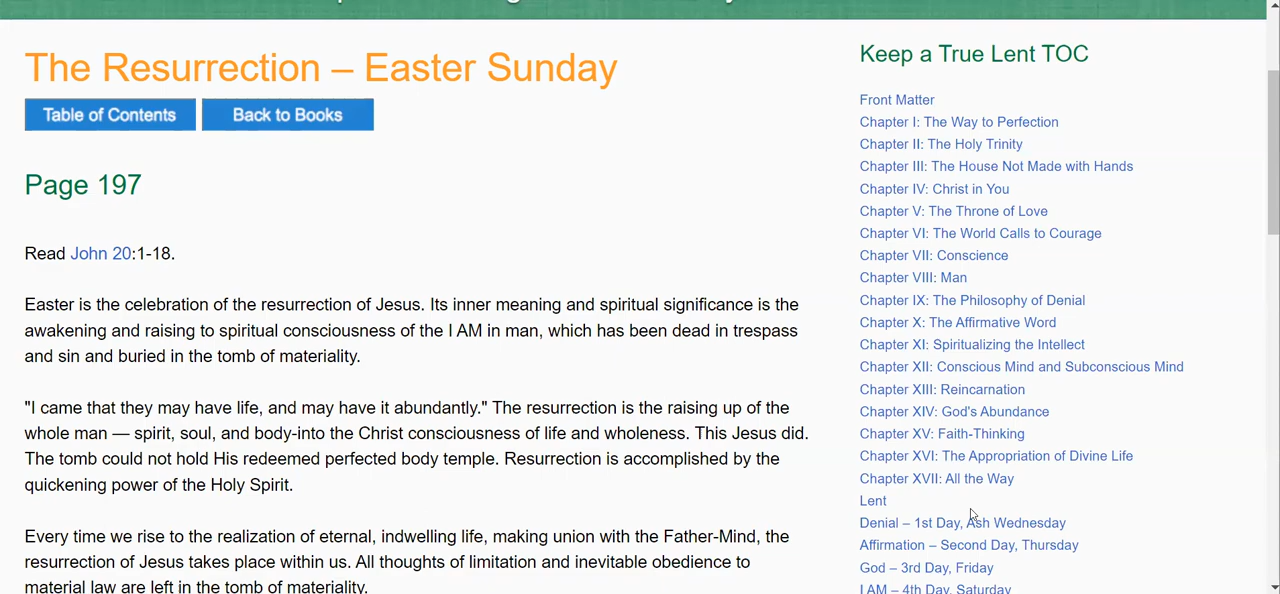 The Resurrection – Easter Sunday
Table of Contents
Back to Books
Page 197
Read John 20:1-18.
Easter is the celebration of the resurrection of Jesus. Its inner meaning and spiritual significance is the
awakening and raising to spiritual consciousness of the I AM in man, which has been dead in trespass
and sin and buried in the tomb of materiality.
"I came that they may have life, and may have it abundantly." The resurrection is the raising up of the
whole man — spirit, soul, and body-into the Christ consciousness of life and wholeness. This Jesus did.
The tomb could not hold His redeemed perfected body temple. Resurrection is accomplished by the
quickening power of the Holy Spirit.
Every time we rise to the realization of eternal, indwelling life, making union with the Father-Mind, the
resurrection of Jesus takes place within us. All thoughts of limitation and inevitable obedience to
material law are left in the tomb of materiality.
Keep a True Lent TOC
Front Matter
Chapter I: The Way to Perfection
Chapter II: The Holy Trinity
Chapter III: The House Not Made with Hands
Chapter IV: Christ in You
Chapter V: The Throne of Love
Chapter VI: The World Calls to Courage
Chapter VII: Conscience
Chapter VIII: Man
Chapter IX: The Philosophy of Denial
Chapter X: The Affirmative Word
Chapter XI: Spiritualizing the Intellect
Chapter XII: Conscious Mind and Subconscious Mind
Chapter XIII: Reincarnation
Chapter XIV: God's Abundance
Chapter XV: Faith-Thinking
Chapter XVI: The Appropriation of Divine Life
Chapter XVII: All the Way
Lent
Denial – 1st Day, Ash Wednesday
Affirmation – Second Day, Thursday
God – 3rd Day, Friday
I AM – 4th Day, Saturday